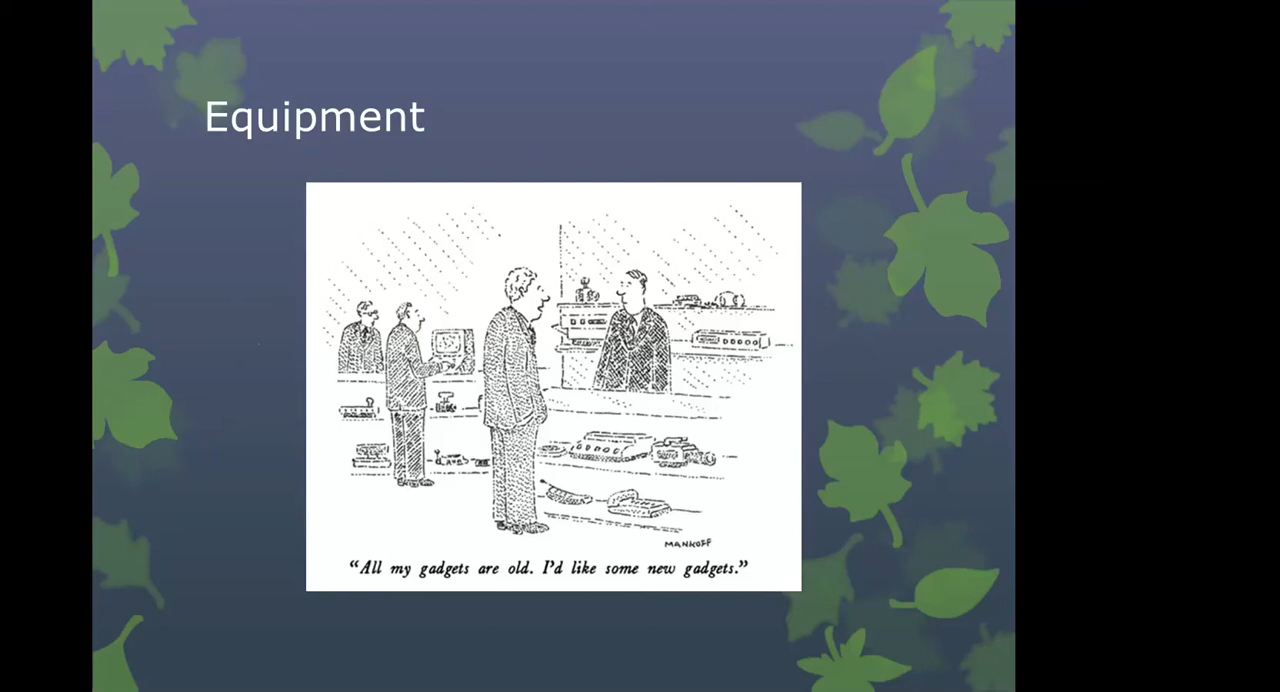 Equipment
MANKOFF
“All my gadgets are old. I’d like some new gadgets.”